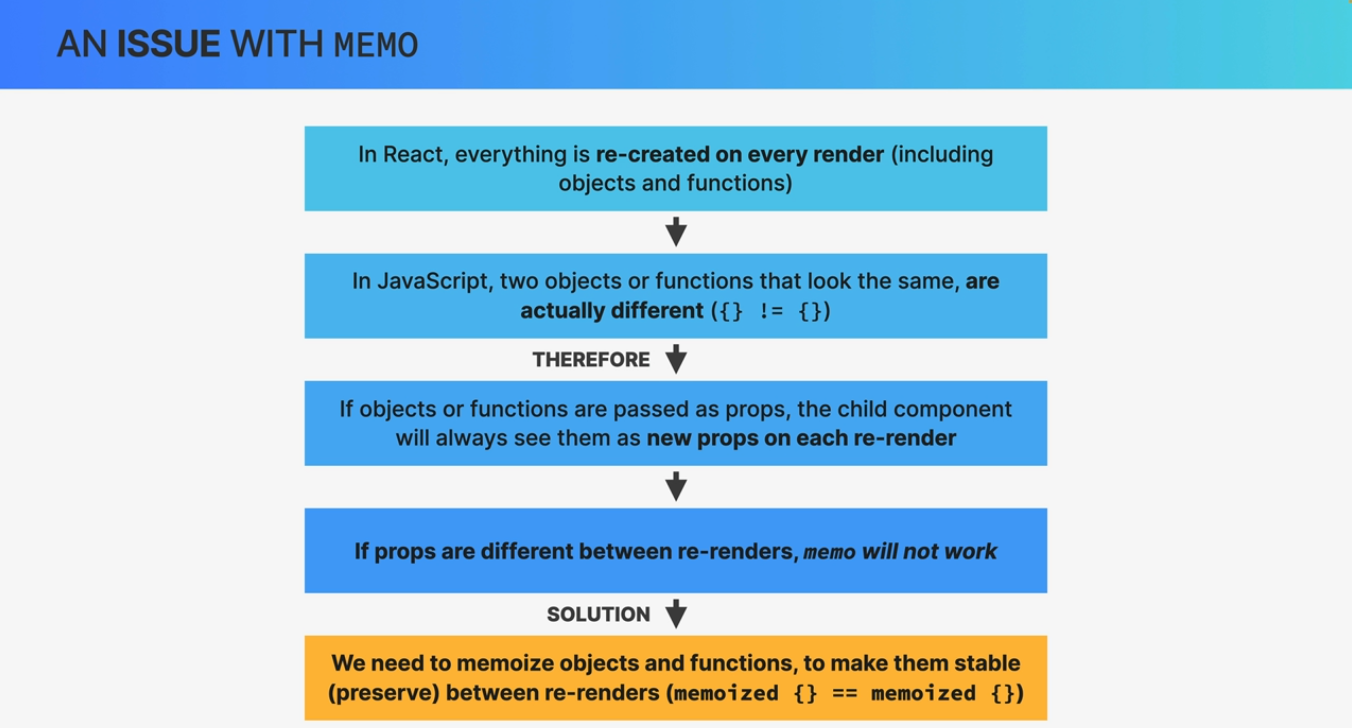 AN ISSUE WITH MEMO
In React, everything is re-created on every render (including
objects and functions)
In JavaScript, two objects or functions that look the same, are
actually different ({} != {})
THEREFORE
If objects or functions are passed as props, the child component
will always see them as new props on each re-render
If props are different between re-renders, memo will not work
SOLUTION
We need to memoize objects and functions, to make them stable
(preserve) between re-renders (memoized {} == memoized {})